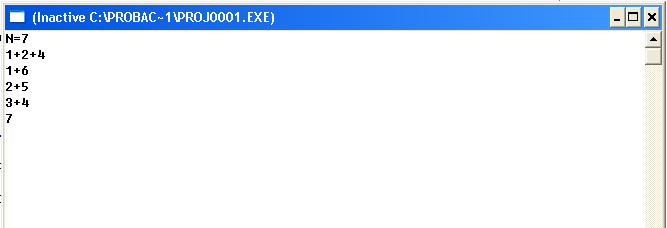 (Inactive C:\PROBAC~1\PROJ0001.EXE)
N=7
1+2+4
1+6
2+5
3+4
7